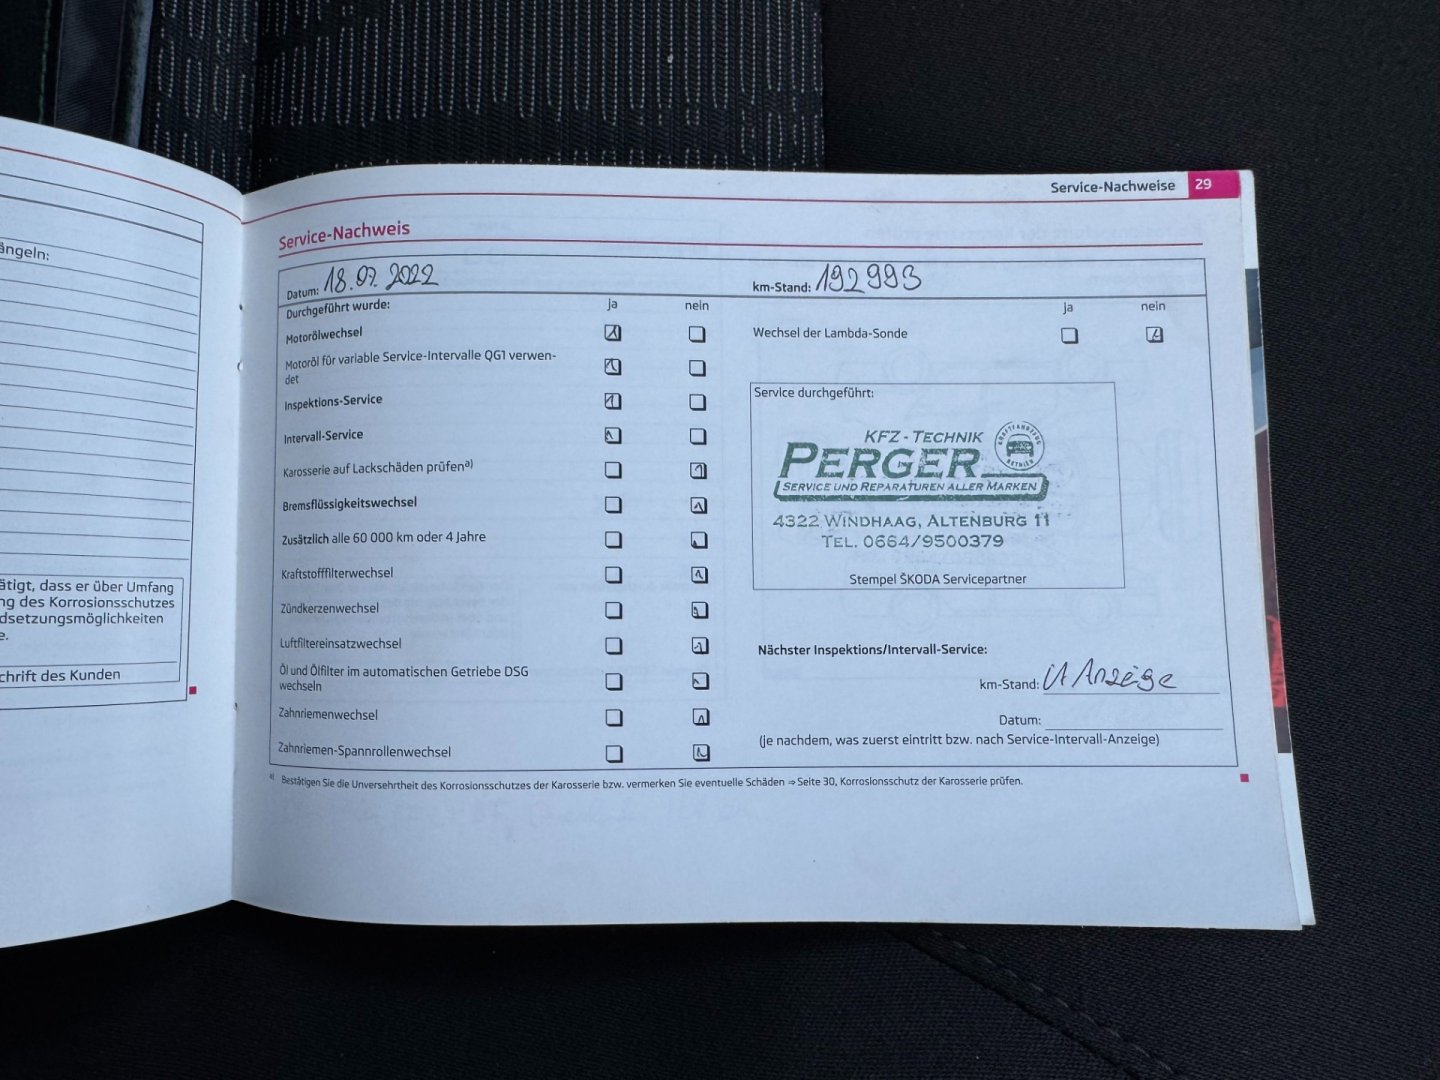 Service-Nachweise 29
ängeln:
ätigt, dass er über Umfang
ng des Korrosionsschutzes
dsetzungsmöglichkeiten
e.
chrift des Kunden
Service-Nachweis
Datum: 18.07.2022
km-Stand: 192993
Durchgeführt wurde: ja nein
Motorölwechsel
Motoröl für variable Service-Intervalle QG1 verwen-
det
Inspektions-Service
Intervall-Service
Karosserie auf Lackschäden prüfen a)
Bremsflüssigkeitswechsel
Zusätzlich alle 60 000 km oder 4 Jahre
Kraftstofffilterwechsel
Zündkerzenwechsel
Luftfiltereinsatzwechsel
Öl und Ölfilter im automatischen Getriebe DSG
wechseln
Zahnriemenwechsel
Zahnriemen-Spannrollenwechsel
ja nein
Wechsel der Lambda-Sonde
Service durchgeführt:
KFZ - TECHNIK
PERGER
KRAFTFAHRZEUG
BETRIEB
SERVICE UND REPARATUREN ALLER MARKEN
4322 WINDHAAG, ALTENBURG 11
TEL. 0664/9500379
Stempel ŠKODA Servicepartner
Nächster Inspektions/Intervall-Service:
km-Stand: Anzeige
Datum:
(je nachdem, was zuerst eintritt bzw. nach Service-Intervall-Anzeige)
a) Bestätigen Sie die Unversehrtheit des Korrosionsschutzes der Karosserie bzw. vermerken Sie eventuelle Schäden ⇒ Seite 30, Korrosionsschutz der Karosserie prüfen.